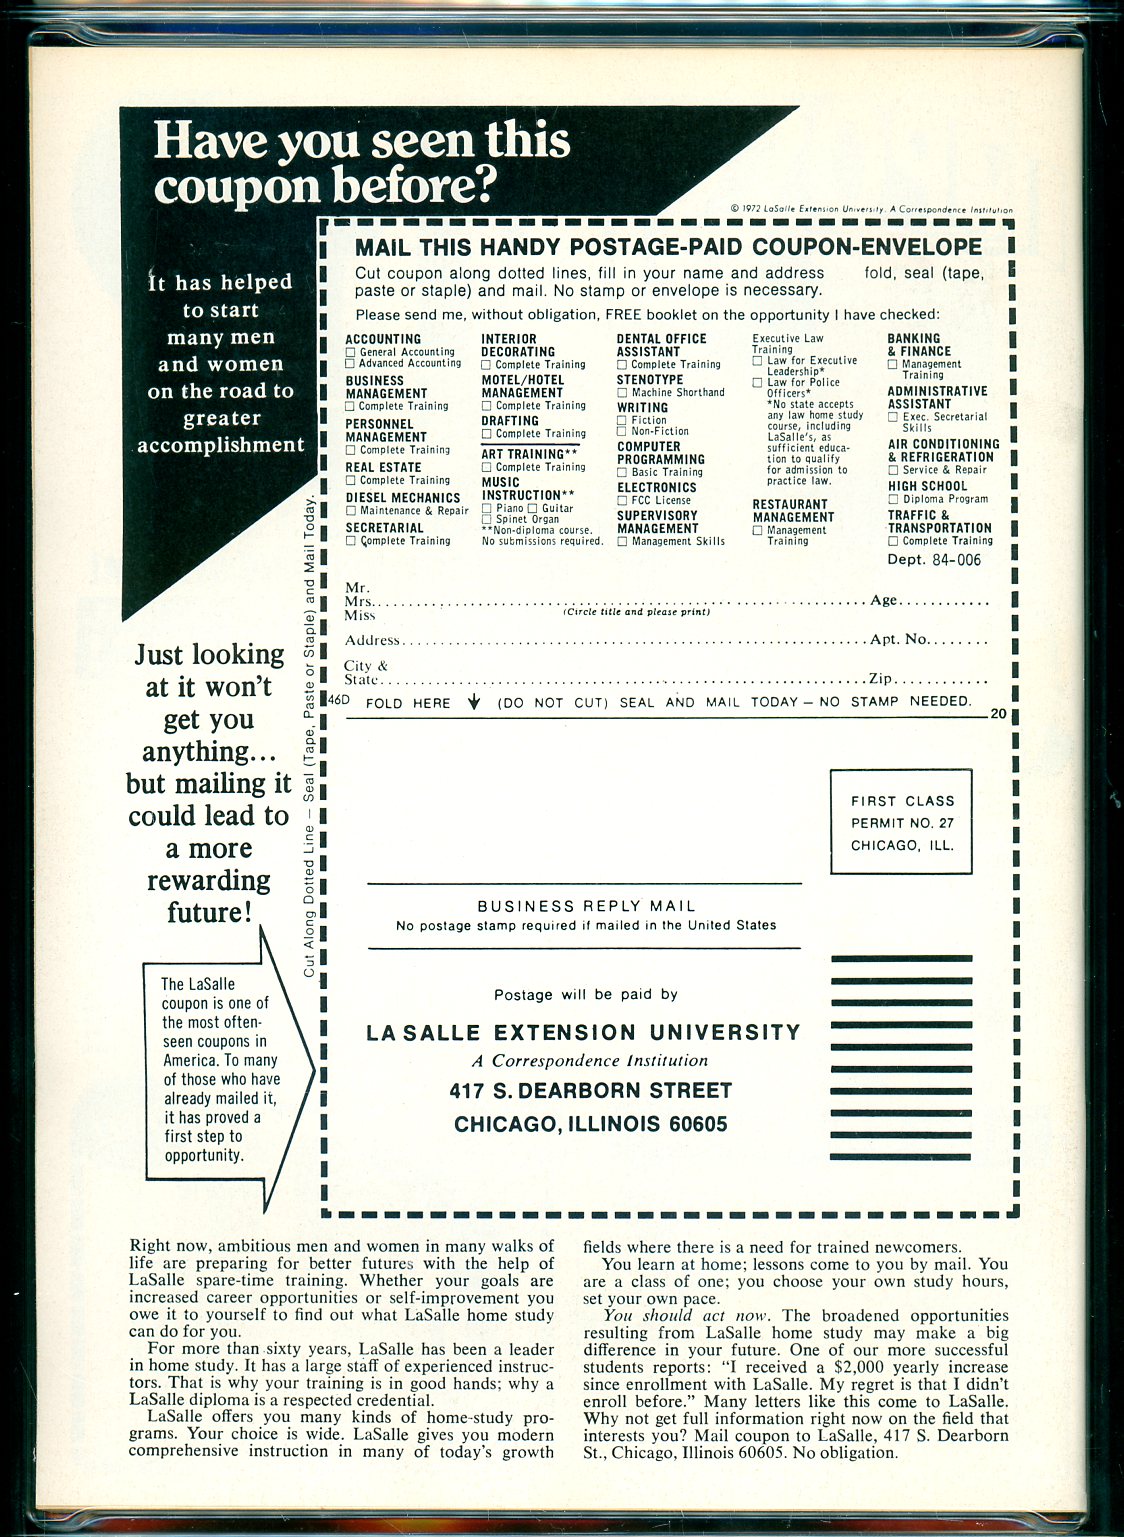 Have you seen this
coupon before?
© 1972 LaSalle Extension University. A Correspondence Institution
It has helped
to start
many men
and women
on the road to
greater
accomplishment
Just looking
at it won't
get you
anything...
but mailing it
could lead to
a more
rewarding
future!
The LaSalle
coupon is one of
the most often-
seen coupons in
America. To many
of those who have
already mailed it,
it has proved a
first step to
opportunity.
Cut Along Dotted Line — Seal (Tape, Paste or Staple) and Mail Today.
MAIL THIS HANDY POSTAGE-PAID COUPON-ENVELOPE
Cut coupon along dotted lines, fill in your name and address fold, seal (tape,
paste or staple) and mail. No stamp or envelope is necessary.
Please send me, without obligation, FREE booklet on the opportunity I have checked:
ACCOUNTING
☐ General Accounting
☐ Advanced Accounting
BUSINESS
MANAGEMENT
☐ Complete Training
PERSONNEL
MANAGEMENT
☐ Complete Training
REAL ESTATE
☐ Complete Training
DIESEL MECHANICS
☐ Maintenance & Repair
SECRETARIAL
☐ Complete Training
INTERIOR
DECORATING
☐ Complete Training
MOTEL/HOTEL
MANAGEMENT
☐ Complete Training
DRAFTING
☐ Complete Training
ART TRAINING**
☐ Complete Training
MUSIC
INSTRUCTION**
☐ Piano ☐ Guitar
☐ Spinet Organ
**Non-diploma course.
No submissions required.
DENTAL OFFICE
ASSISTANT
☐ Complete Training
STENOTYPE
☐ Machine Shorthand
WRITING
☐ Fiction
☐ Non-Fiction
COMPUTER
PROGRAMMING
☐ Basic Training
ELECTRONICS
☐ FCC License
SUPERVISORY
MANAGEMENT
☐ Management Skills
Executive Law
Training
☐ Law for Executive
Leadership*
☐ Law for Police
Officers*
*No state accepts
any law home study
course, including
LaSalle's, as
sufficient educa-
tion to qualify
for admission to
practice law.
RESTAURANT
MANAGEMENT
☐ Management
Training
BANKING
& FINANCE
☐ Management
Training
ADMINISTRATIVE
ASSISTANT
☐ Exec. Secretarial
Skills
AIR CONDITIONING
& REFRIGERATION
☐ Service & Repair
HIGH SCHOOL
☐ Diploma Program
TRAFFIC &
TRANSPORTATION
☐ Complete Training
Dept. 84-006
Mr.
Mrs. Age
Miss (Circle title and please print)
Address Apt. No.
City &
State Zip
46D FOLD HERE (DO NOT CUT) SEAL AND MAIL TODAY — NO STAMP NEEDED.
20
FIRST CLASS
PERMIT NO. 27
CHICAGO, ILL.
BUSINESS REPLY MAIL
No postage stamp required if mailed in the United States
Postage will be paid by
LA SALLE EXTENSION UNIVERSITY
A Correspondence Institution
417 S. DEARBORN STREET
CHICAGO, ILLINOIS 60605
Right now, ambitious men and women in many walks of
life are preparing for better futures with the help of
LaSalle spare-time training. Whether your goals are
increased career opportunities or self-improvement you
owe it to yourself to find out what LaSalle home study
can do for you.
For more than sixty years, LaSalle has been a leader
in home study. It has a large staff of experienced instruc-
tors. That is why your training is in good hands; why a
LaSalle diploma is a respected credential.
LaSalle offers you many kinds of home-study pro-
grams. Your choice is wide. LaSalle gives you modern
comprehensive instruction in many of today's growth
fields where there is a need for trained newcomers.
You learn at home; lessons come to you by mail. You
are a class of one; you choose your own study hours,
set your own pace.
You should act now. The broadened opportunities
resulting from LaSalle home study may make a big
difference in your future. One of our more successful
students reports: "I received a $2,000 yearly increase
since enrollment with LaSalle. My regret is that I didn't
enroll before." Many letters like this come to LaSalle.
Why not get full information right now on the field that
interests you? Mail coupon to LaSalle, 417 S. Dearborn
St., Chicago, Illinois 60605. No obligation.